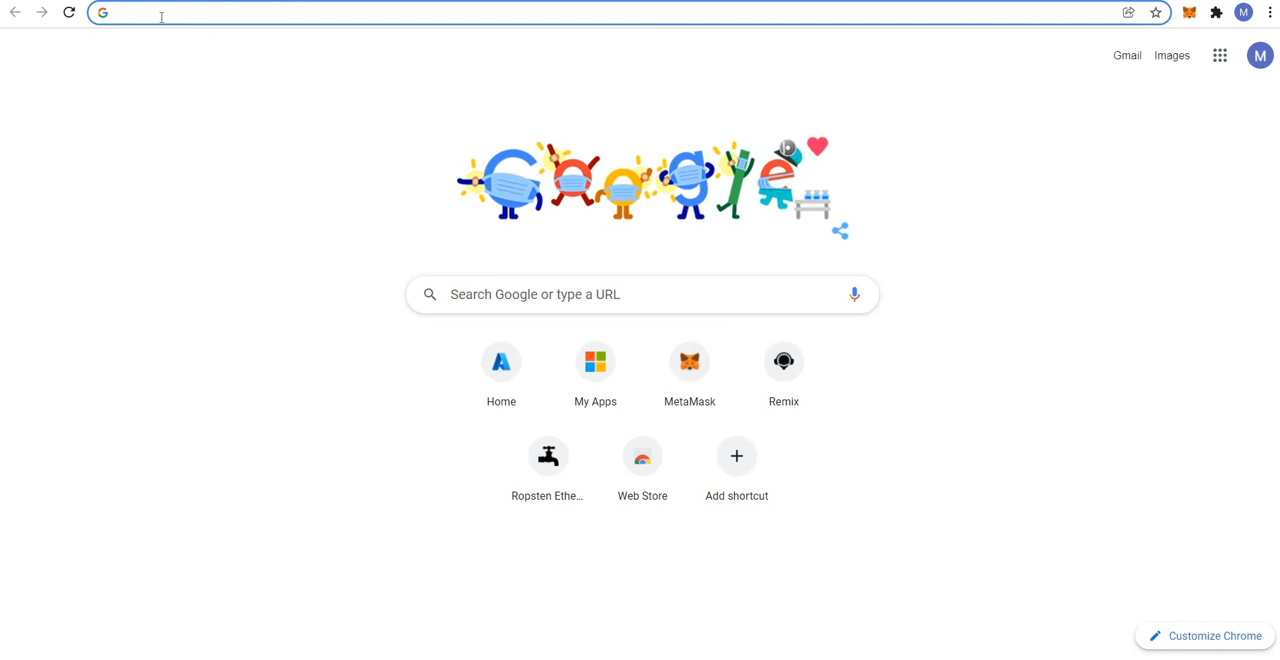 M
Gmail Images
M
Google
Search Google or type a URL
Home My Apps MetaMask Remix
Ropsten Ethe... Web Store Add shortcut
Customize Chrome